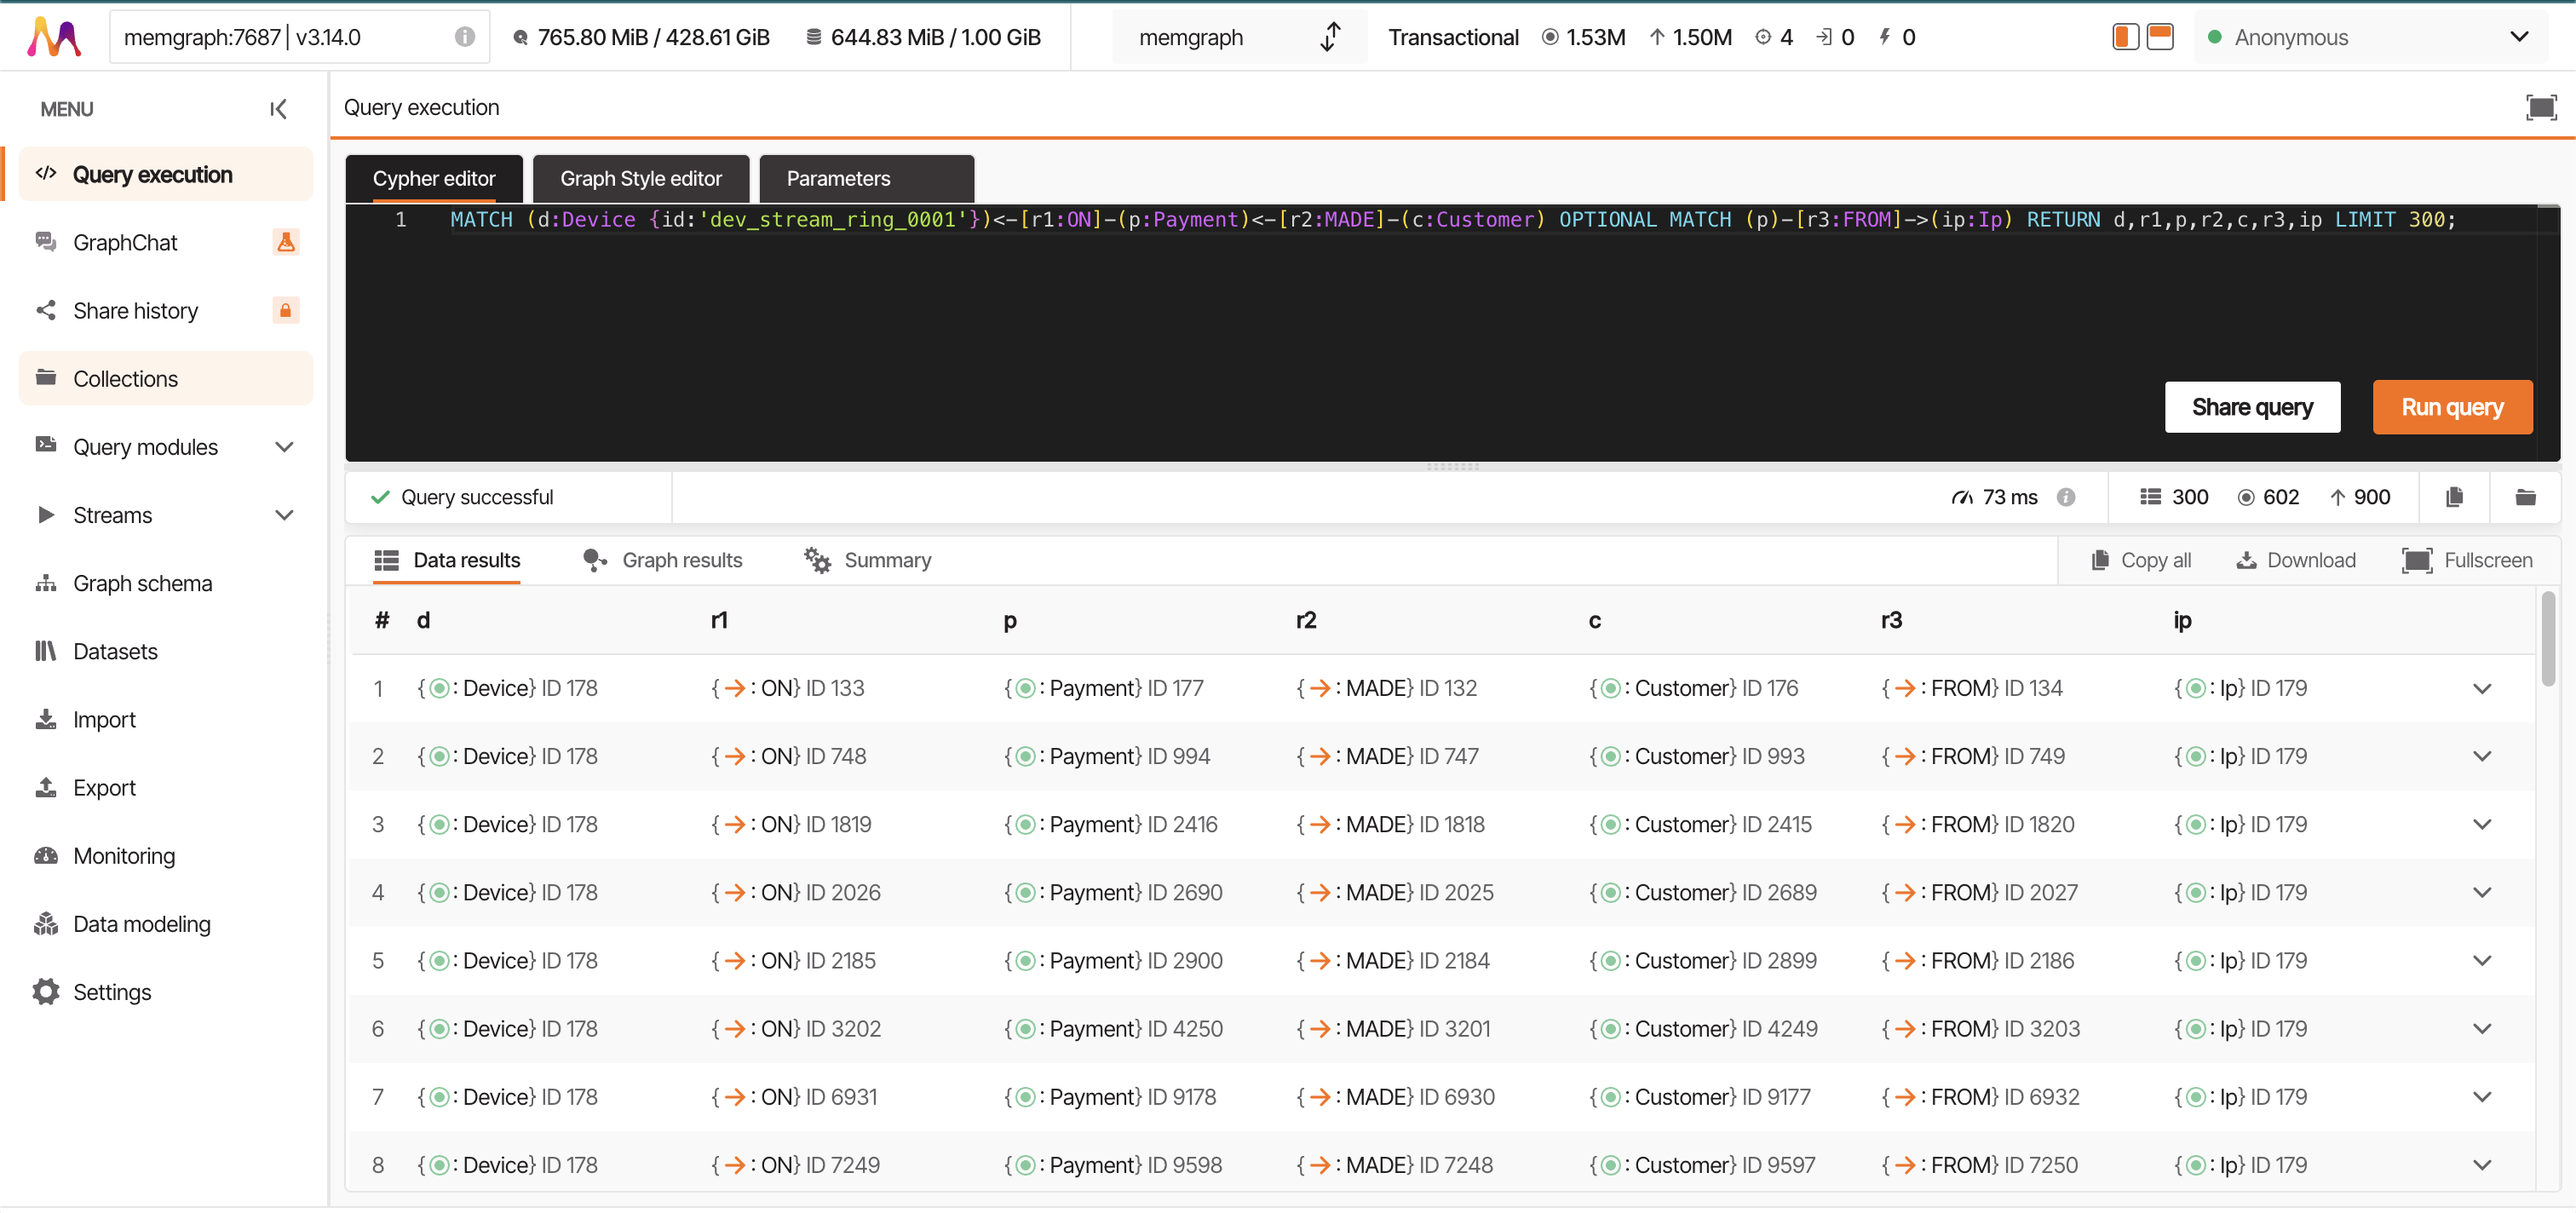 memgraph:7687 | v3.14.0 765.80 MiB / 428.61 GiB 644.83 MiB / 1.00 GiB memgraph Transactional 1.53M 1.50M 4 0 0 Anonymous
MENU
Query execution
GraphChat
Share history
Collections
Query modules
Streams
Graph schema
Datasets
Import
Export
Monitoring
Data modeling
Settings
Query execution
Cypher editor Graph Style editor Parameters
1 MATCH (d:Device {id:'dev_stream_ring_0001'})<-[r1:ON]-(p:Payment)<-[r2:MADE]-(c:Customer) OPTIONAL MATCH (p)-[r3:FROM]->(ip:Ip) RETURN d,r1,p,r2,c,r3,ip LIMIT 300;
Share query Run query
Query successful 73 ms 300 602 900
Data results Graph results Summary Copy all Download Fullscreen
# d r1 p r2 c r3 ip
1 {: Device} ID 178 {: ON} ID 133 {: Payment} ID 177 {: MADE} ID 132 {: Customer} ID 176 {: FROM} ID 134 {: Ip} ID 179
2 {: Device} ID 178 {: ON} ID 748 {: Payment} ID 994 {: MADE} ID 747 {: Customer} ID 993 {: FROM} ID 749 {: Ip} ID 179
3 {: Device} ID 178 {: ON} ID 1819 {: Payment} ID 2416 {: MADE} ID 1818 {: Customer} ID 2415 {: FROM} ID 1820 {: Ip} ID 179
4 {: Device} ID 178 {: ON} ID 2026 {: Payment} ID 2690 {: MADE} ID 2025 {: Customer} ID 2689 {: FROM} ID 2027 {: Ip} ID 179
5 {: Device} ID 178 {: ON} ID 2185 {: Payment} ID 2900 {: MADE} ID 2184 {: Customer} ID 2899 {: FROM} ID 2186 {: Ip} ID 179
6 {: Device} ID 178 {: ON} ID 3202 {: Payment} ID 4250 {: MADE} ID 3201 {: Customer} ID 4249 {: FROM} ID 3203 {: Ip} ID 179
7 {: Device} ID 178 {: ON} ID 6931 {: Payment} ID 9178 {: MADE} ID 6930 {: Customer} ID 9177 {: FROM} ID 6932 {: Ip} ID 179
8 {: Device} ID 178 {: ON} ID 7249 {: Payment} ID 9598 {: MADE} ID 7248 {: Customer} ID 9597 {: FROM} ID 7250 {: Ip} ID 179